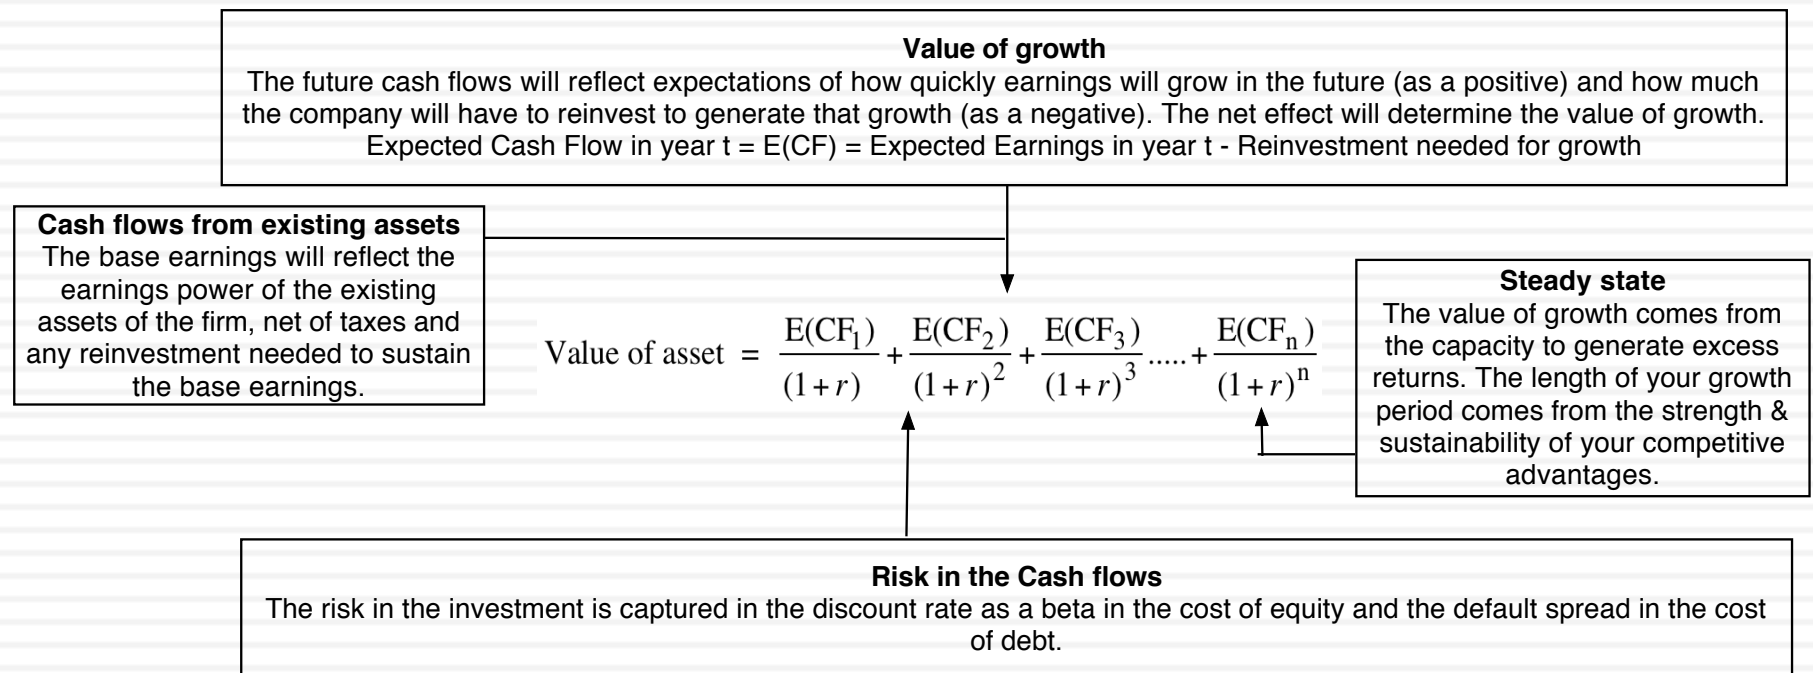 Value of growth
The future cash flows will reflect expectations of how quickly earnings will grow in the future (as a positive) and how much
the company will have to reinvest to generate that growth (as a negative). The net effect will determine the value of growth.
Expected Cash Flow in year t = E(CF) = Expected Earnings in year t - Reinvestment needed for growth
Cash flows from existing assets
The base earnings will reflect the
earnings power of the existing
assets of the firm, net of taxes and
any reinvestment needed to sustain
the base earnings.
Value of asset = E(CF₁)/(1+r) + E(CF₂)/(1+r)² + E(CF₃)/(1+r)³ ..... + E(CFₙ)/(1+r)ⁿ
Steady state
The value of growth comes from
the capacity to generate excess
returns. The length of your growth
period comes from the strength &
sustainability of your competitive
advantages.
Risk in the Cash flows
The risk in the investment is captured in the discount rate as a beta in the cost of equity and the default spread in the cost
of debt.